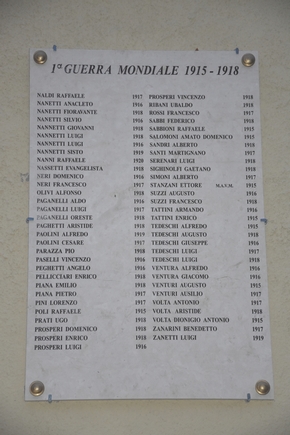 1ª GUERRA MONDIALE 1915 - 1918
NALDI RAFFAELE 1917
NANETTI ANACLETO 1916
NANETTI FIORAVANTE 1918
NANETTI SILVIO 1916
NANETTI GIOVANNI 1918
NANETTI LUIGI 1918
NANETTI LUIGI 1916
NANETTI SISTO 1919
NANNI RAFFAELE 1920
NASSETTI EVANGELISTA 1918
NERI DOMENICO 1916
NERI FRANCESCO 1917
OLIVI ALFONSO 1918
PAGANELLI ALDO 1916
PAGANELLI LUIGI 1917
PAGANELLI ORESTE 1918
PAGHETTI ARISTIDE 1918
PAOLINI ALFREDO 1919
PAOLINI CESARE 1917
PARAZZA PIO 1918
PASELLI VINCENZO 1916
PEGHETTI ANGELO 1916
PELLICCIARI ENRICO 1918
PIANA EMILIO 1918
PIANA PIETRO 1917
PINI LORENZO 1917
POLI RAFFAELE 1915
PRATI UGO 1918
PROSPERI DOMENICO 1918
PROSPERI ENRICO 1918
PROSPERI LUIGI 1916
PROSPERI VINCENZO 1918
RIBANI UBALDO 1918
ROSSI FRANCESCO 1917
SABBI FEDERICO 1918
SABBIONI RAFFAELE 1915
SALOMONI AMATO DOMENICO 1915
SANDRI ALBERTO 1918
SANTI MARTIGNANO 1917
SERENARI LUIGI 1918
SIGHINOLFI GAETANO 1918
SIMONI ALBERTO 1917
STANZANI ETTORE M.A.V.M. 1915
SUZZI AUGUSTO 1916
SUZZI FRANCESCO 1918
TATTINI ARMANDO 1916
TATTINI ENRICO 1915
TEDESCHI ALFREDO 1915
TEDESCHI AUGUSTO 1918
TEDESCHI GIUSEPPE 1916
TEDESCHI LUIGI 1917
TEDESCHI LUIGI 1918
VENTURA ALFREDO 1916
VENTURA GIACOMO 1916
VENTURI AUGUSTO 1915
VENTURI AUSILIO 1917
VOLTA ANTONIO 1917
VOLTA ARISTIDE 1918
VOLTA DIONIGIO ANTONIO 1915
ZANARINI BENEDETTO 1917
ZANETTI LUIGI 1919